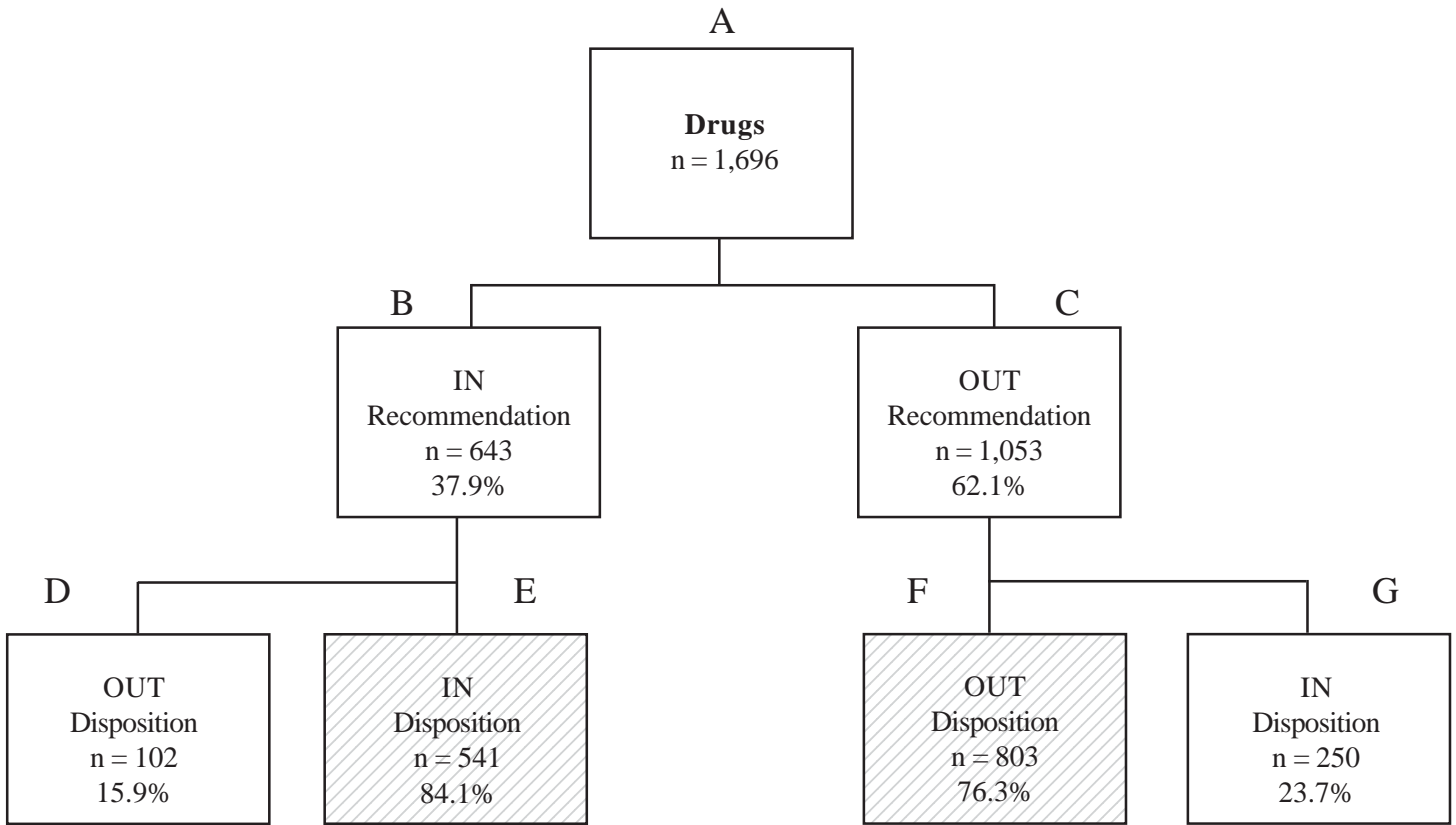 A
Drugs
n = 1,696
B
IN
Recommendation
n = 643
37.9%
C
OUT
Recommendation
n = 1,053
62.1%
D
OUT
Disposition
n = 102
15.9%
E
IN
Disposition
n = 541
84.1%
F
OUT
Disposition
n = 803
76.3%
G
IN
Disposition
n = 250
23.7%